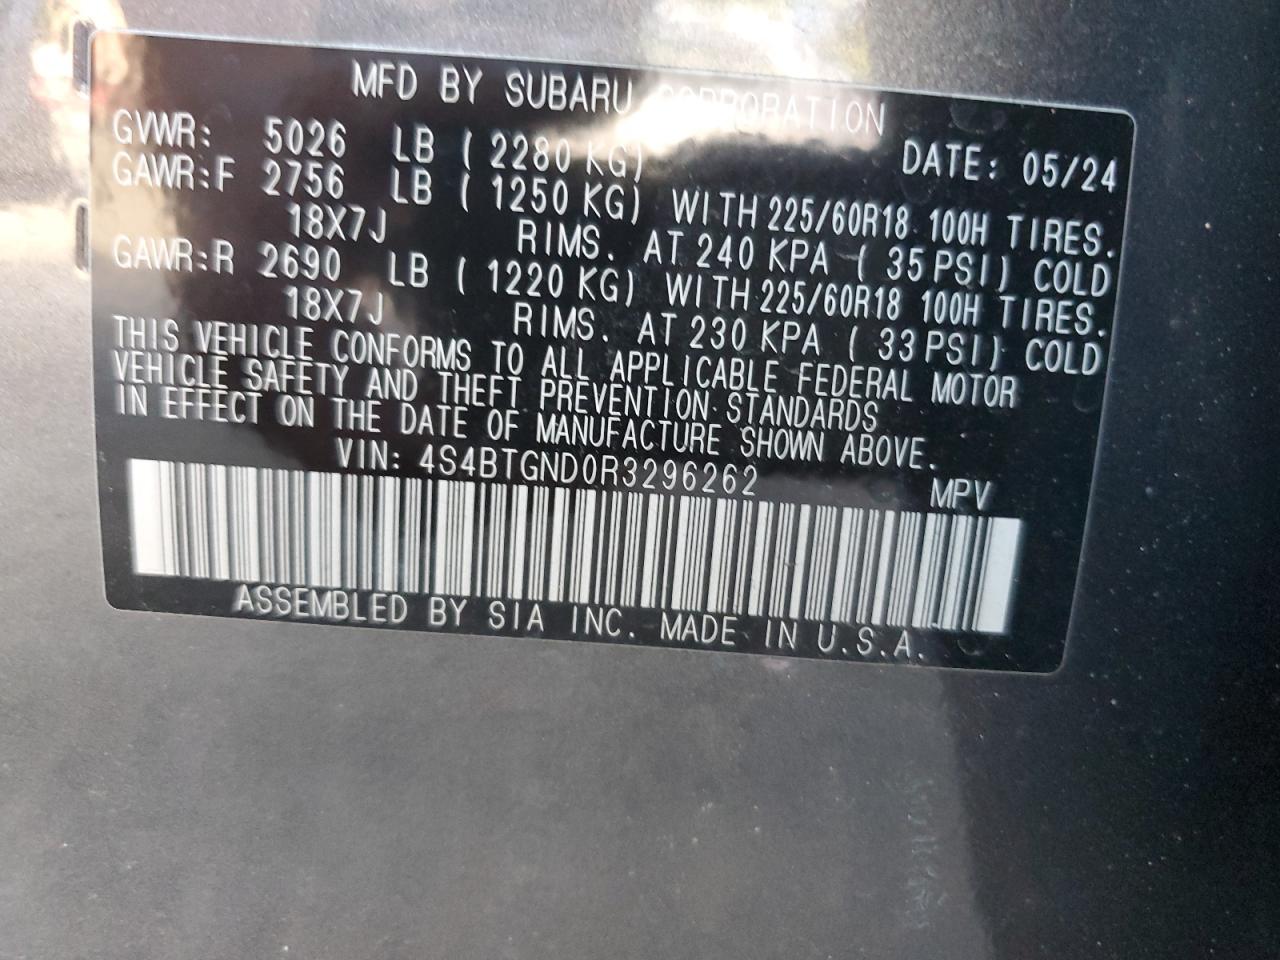 MFD BY SUBARU CORPORATION
GVWR: 5026 LB ( 2280 KG) DATE: 05/24
GAWR:F 2756 LB ( 1250 KG) WITH 225/60R18 100H TIRES.
18X7J RIMS. AT 240 KPA ( 35 PSI) COLD
GAWR:R 2690 LB ( 1220 KG) WITH 225/60R18 100H TIRES.
18X7J RIMS. AT 230 KPA ( 33 PSI) COLD
THIS VEHICLE CONFORMS TO ALL APPLICABLE FEDERAL MOTOR
VEHICLE SAFETY AND THEFT PREVENTION STANDARDS
IN EFFECT ON THE DATE OF MANUFACTURE SHOWN ABOVE.
VIN: 4S4BTGND0R3296262 MPV
ASSEMBLED BY SIA INC. MADE IN U.S.A.